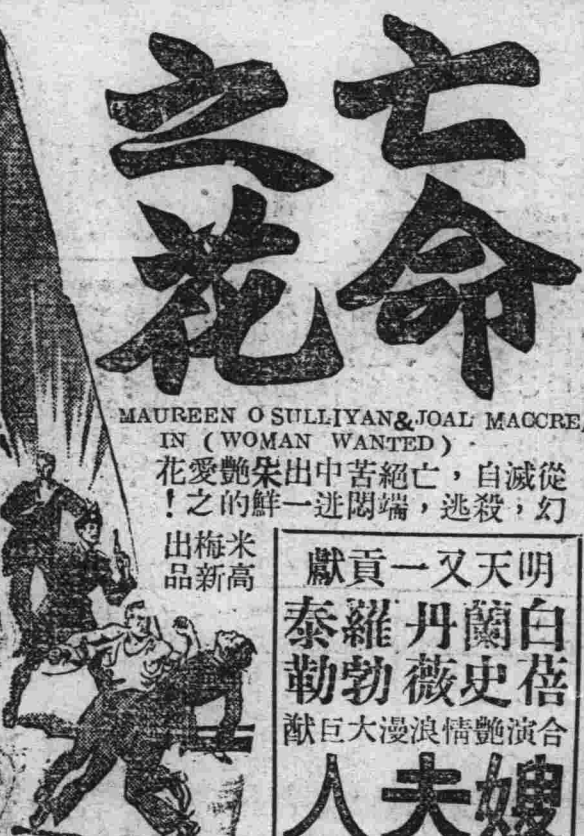 亡命
之花
MAUREEN O SULLIYAN&JOAL MACCRE
IN (WOMAN WANTED)
從幻滅,自殺,逃亡,絕端苦悶中迸出一朶鮮艷的愛之花!
米高梅新出品
明天又一貢獻
白蓓蘭史丹薇
羅勃泰勒
合演艷情浪漫大巨献
嫂夫人